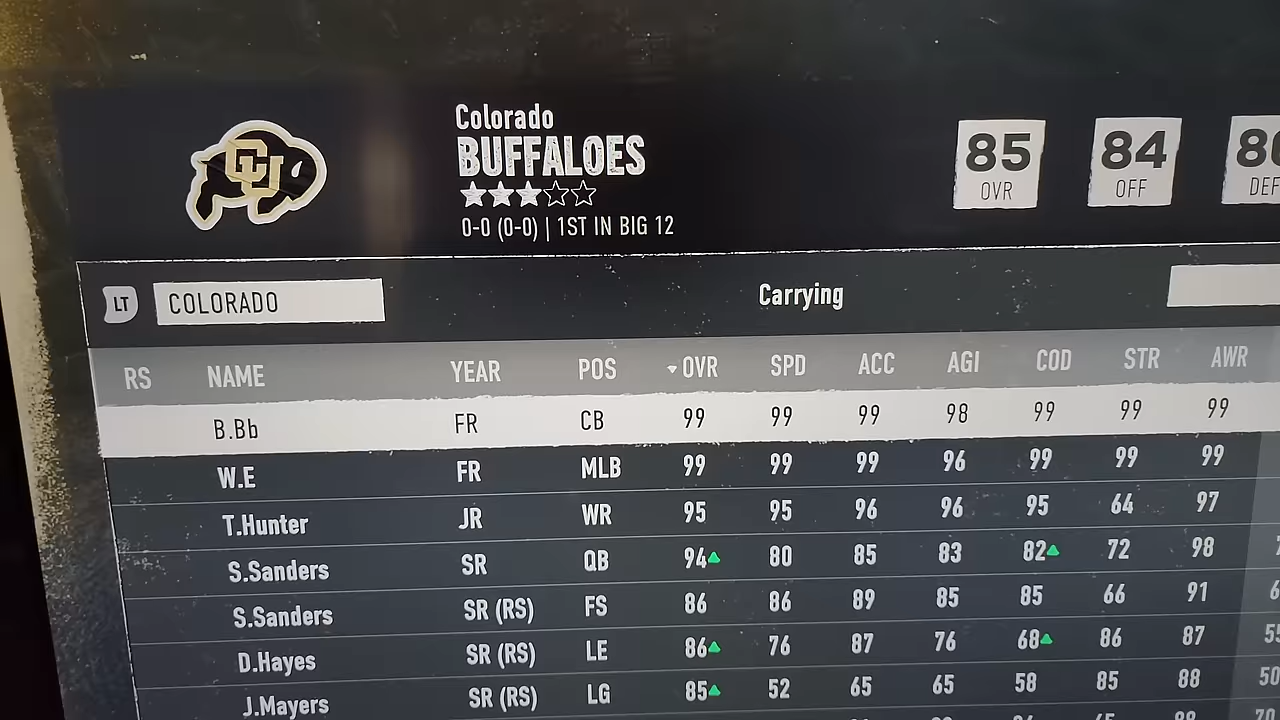 CU
Colorado
BUFFALOES
0-0 (0-0) | 1ST IN BIG 12
85 OVR
84 OFF
DEF
LT COLORADO
Carrying
RS NAME YEAR POS OVR SPD ACC AGI COD STR AWR
B.Bb FR CB 99 99 99 98 99 99 99
W.E FR MLB 99 99 99 96 99 99 99
T.Hunter JR WR 95 95 96 96 95 64 97
S.Sanders SR QB 94 80 85 83 82 72 98
S.Sanders SR (RS) FS 86 86 89 85 85 66 91
D.Hayes SR (RS) LE 86 76 87 76 68 86 87
J.Mayers SR (RS) LG 85 52 65 65 58 85 88